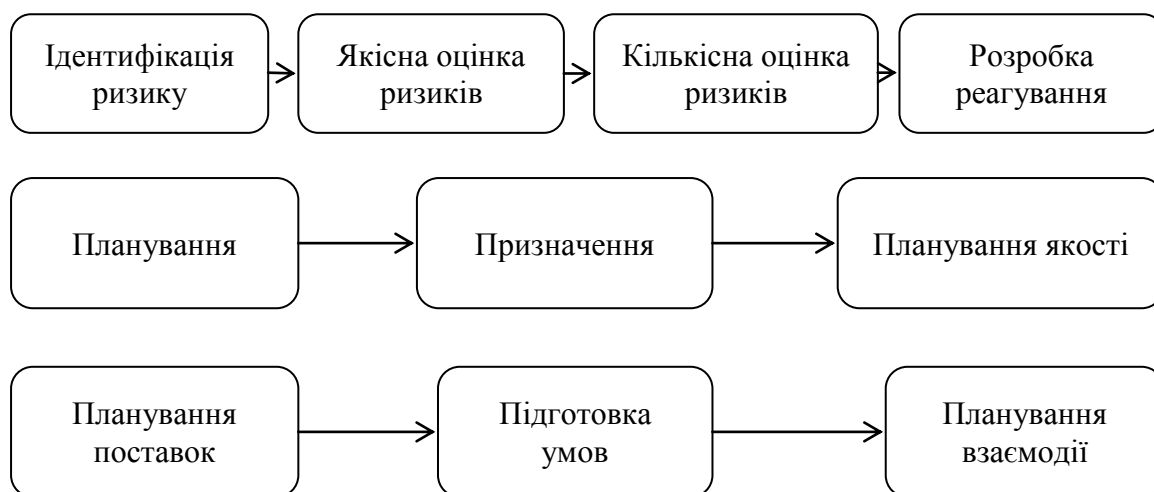 Ідентифікація
ризику
Якісна оцінка
ризиків
Кількісна оцінка
ризиків
Розробка
реагування
Планування
Призначення
Планування якості
Планування
поставок
Підготовка
умов
Планування
взаємодії